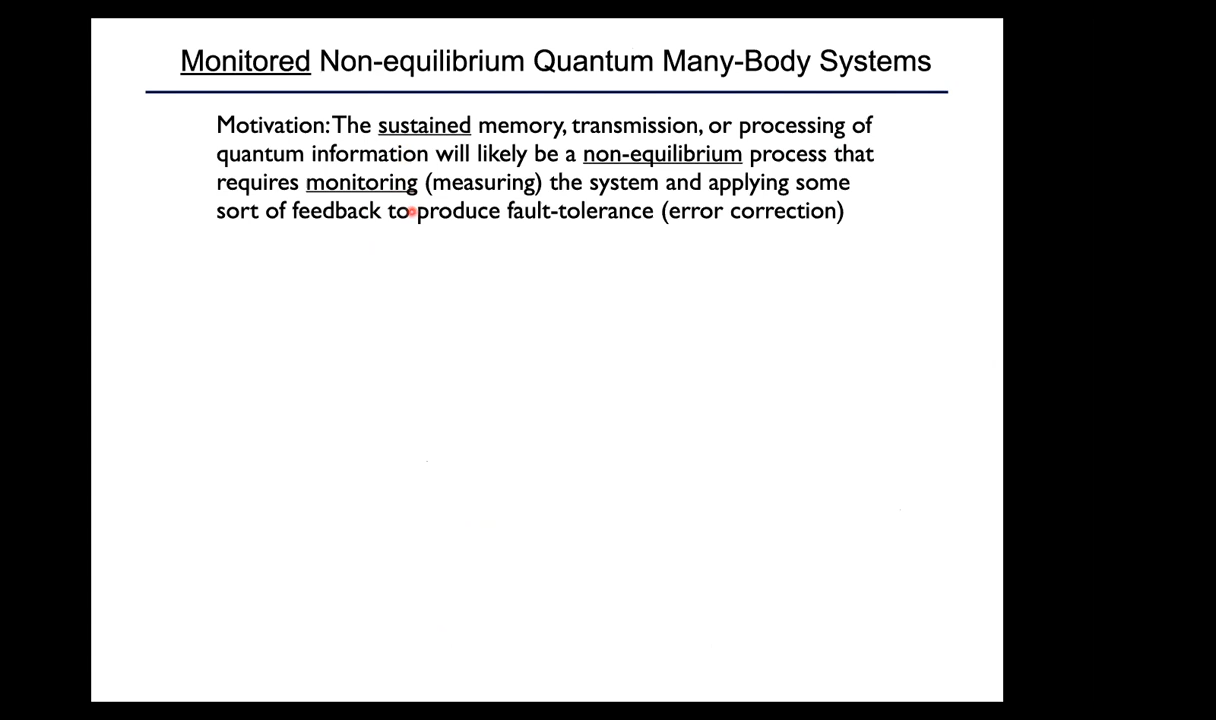 Monitored Non-equilibrium Quantum Many-Body Systems
Motivation: The sustained memory, transmission, or processing of
quantum information will likely be a non-equilibrium process that
requires monitoring (measuring) the system and applying some
sort of feedback to produce fault-tolerance (error correction)